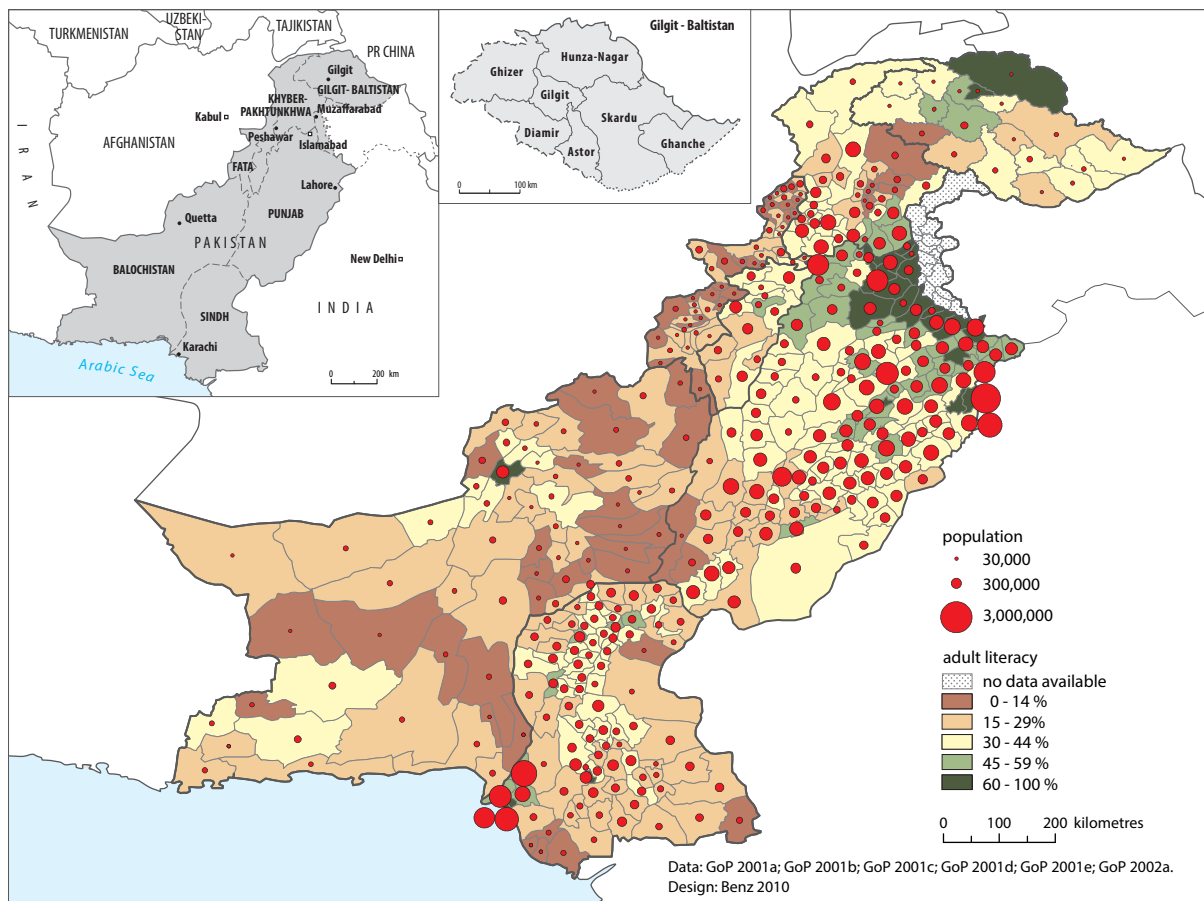 TURKMENISTAN
UZBEKI-
STAN
TAJIKISTAN
PR CHINA
Gilgit
GILGIT- BALTISTAN
KHYBER-
PAKHTUNKHWA
Muzaffarabad
Kabul
Peshawar
Islamabad
AFGHANISTAN
FATA
IRAN
Lahore
Quetta
PUNJAB
PAKISTAN
BALOCHISTAN
New Delhi
INDIA
SINDH
Karachi
Arabic Sea
0 200 km
Gilgit - Baltistan
Hunza-Nagar
Ghizer
Gilgit
Skardu
Diamir
Astor
Ghanche
0 100 km
population
30,000
300,000
3,000,000
adult literacy
no data available
0 - 14 %
15 - 29%
30 - 44 %
45 - 59 %
60 - 100 %
0 100 200 kilometres
Data: GoP 2001a; GoP 2001b; GoP 2001c; GoP 2001d; GoP 2001e; GoP 2002a.
Design: Benz 2010